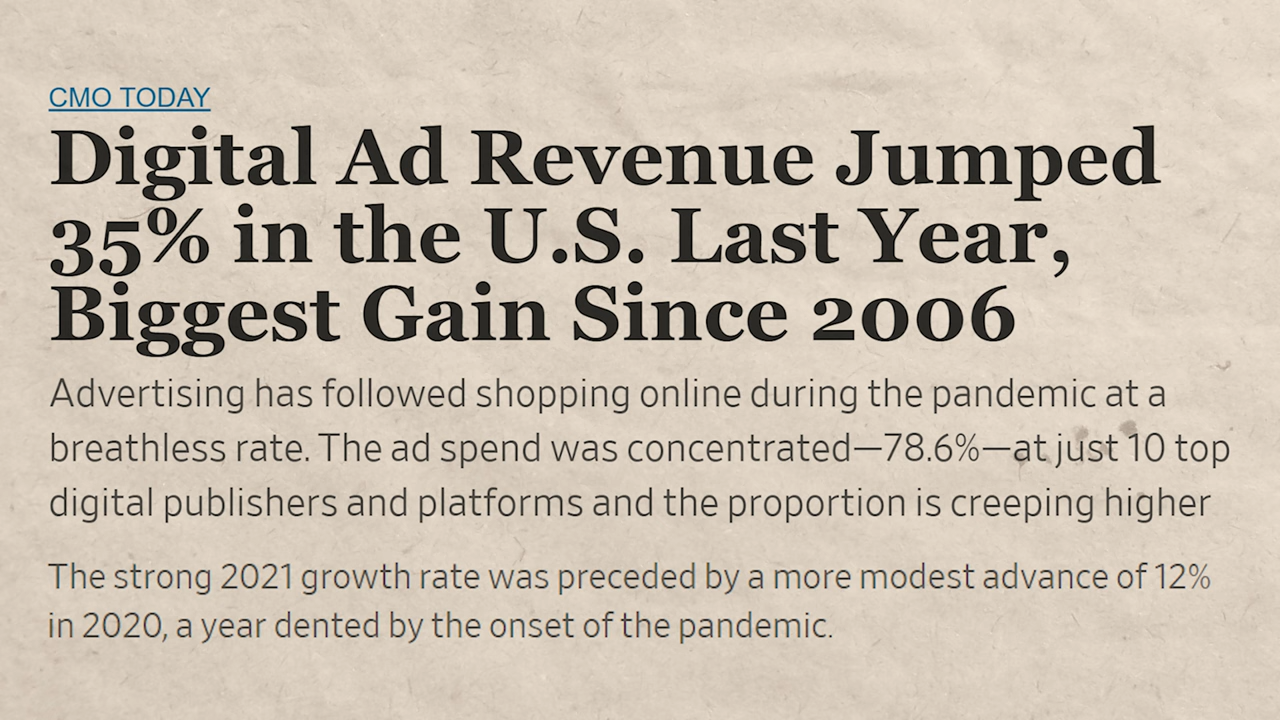 CMO TODAY
Digital Ad Revenue Jumped
35% in the U.S. Last Year,
Biggest Gain Since 2006
Advertising has followed shopping online during the pandemic at a
breathless rate. The ad spend was concentrated—78.6%—at just 10 top
digital publishers and platforms and the proportion is creeping higher
The strong 2021 growth rate was preceded by a more modest advance of 12%
in 2020, a year dented by the onset of the pandemic.